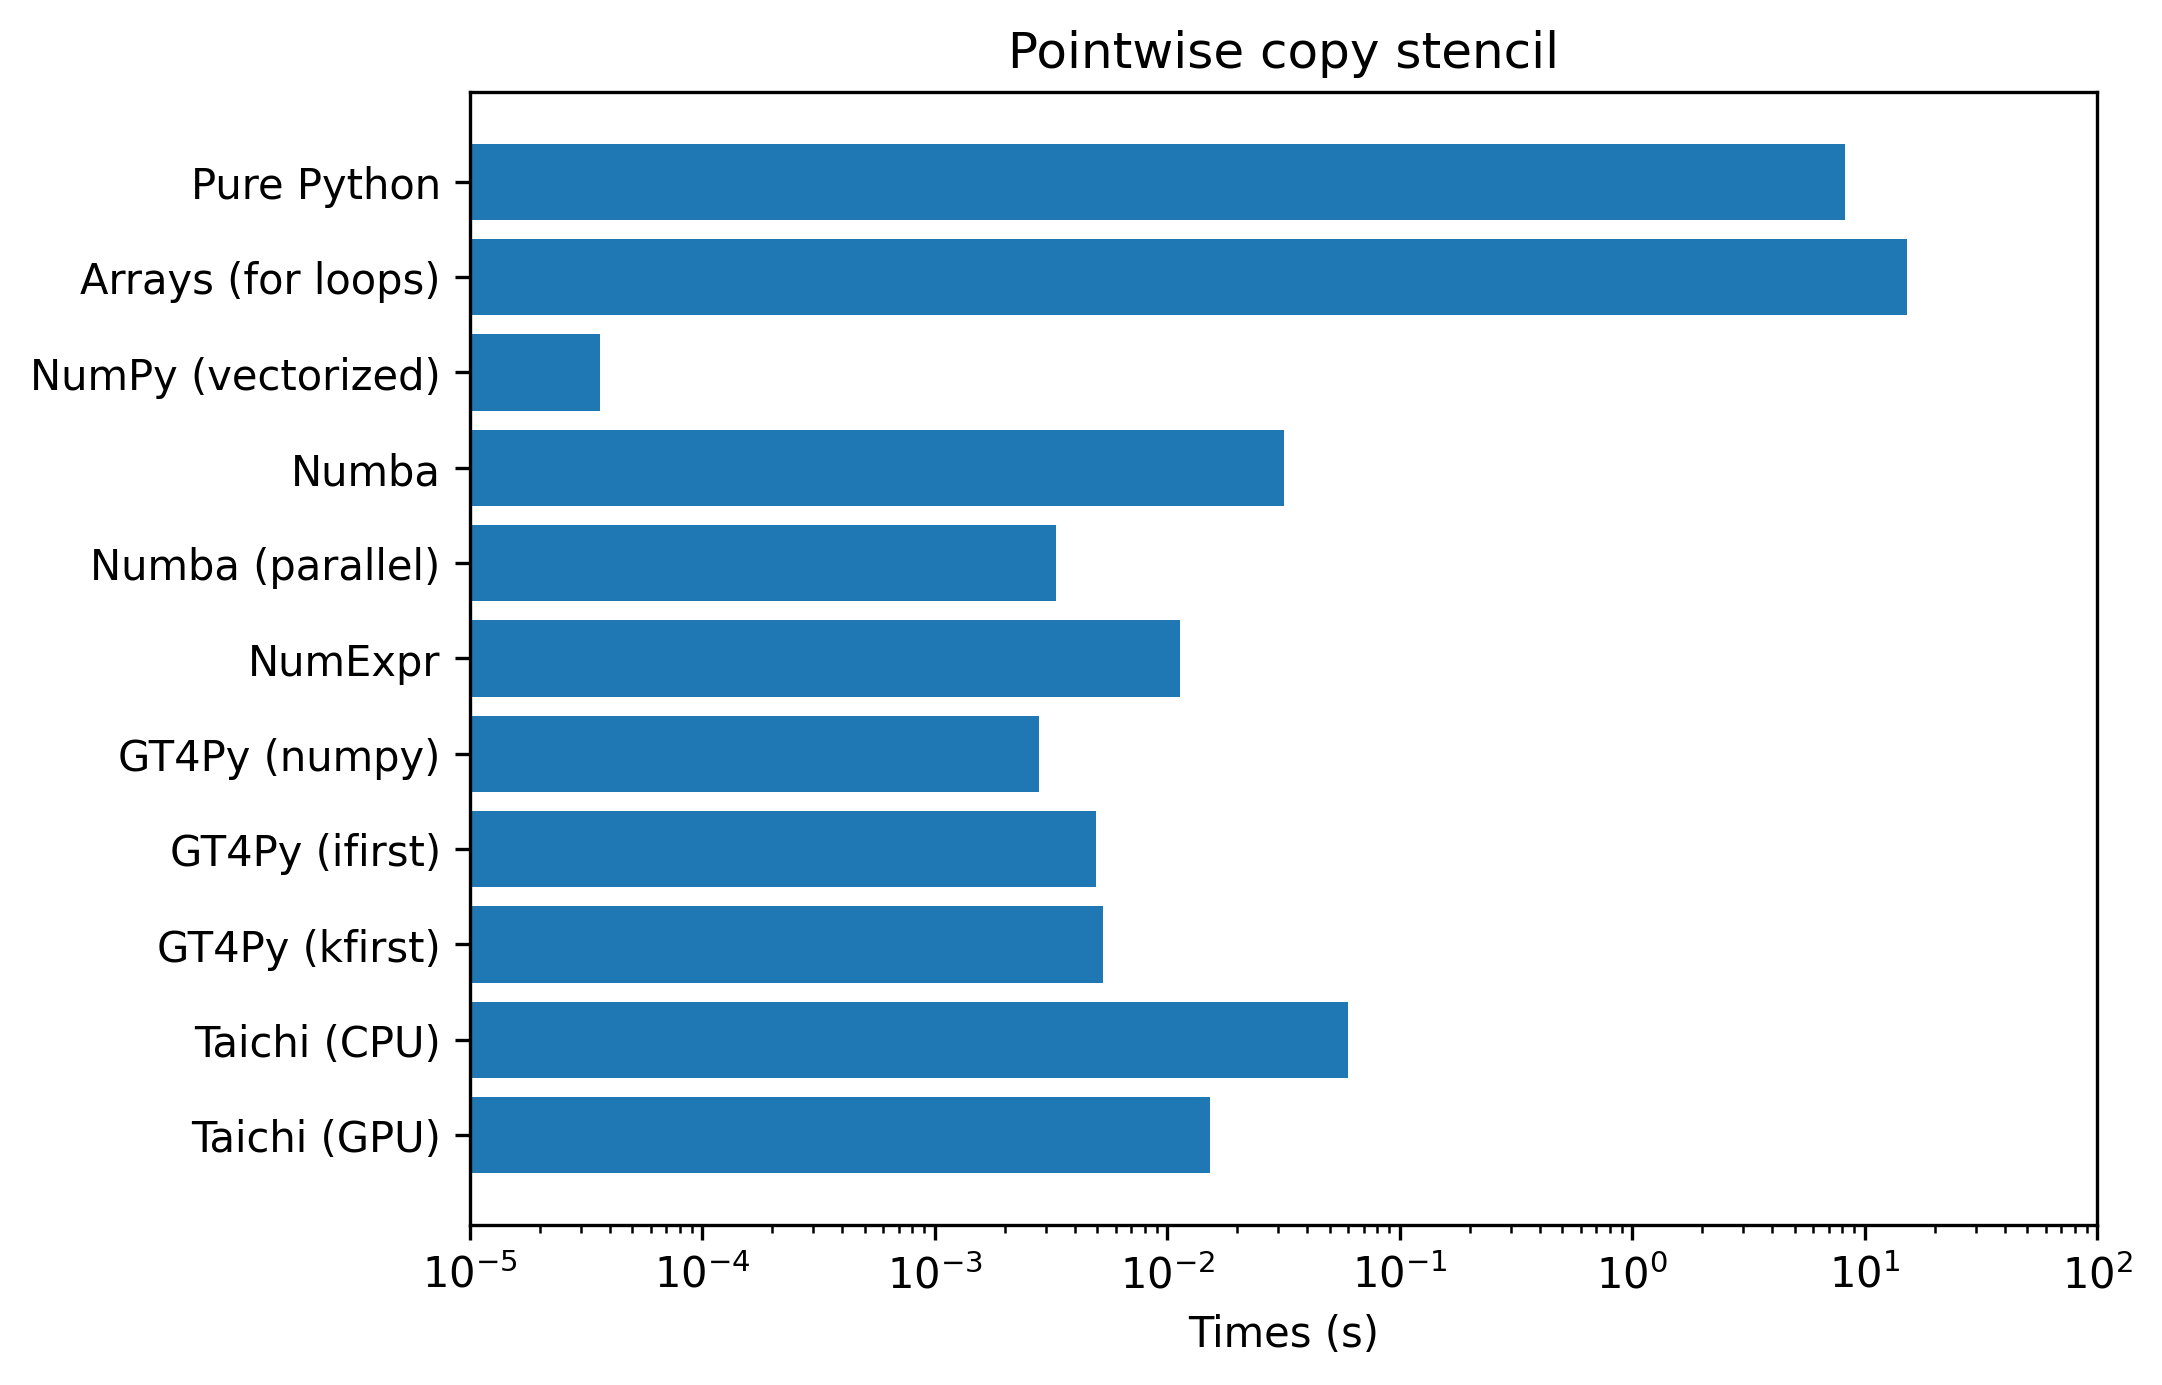 Pointwise copy stencil
Pure Python
Arrays (for loops)
NumPy (vectorized)
Numba
Numba (parallel)
NumExpr
GT4Py (numpy)
GT4Py (ifirst)
GT4Py (kfirst)
Taichi (CPU)
Taichi (GPU)
10⁻⁵ 10⁻⁴ 10⁻³ 10⁻² 10⁻¹ 10⁰ 10¹ 10²
Times (s)